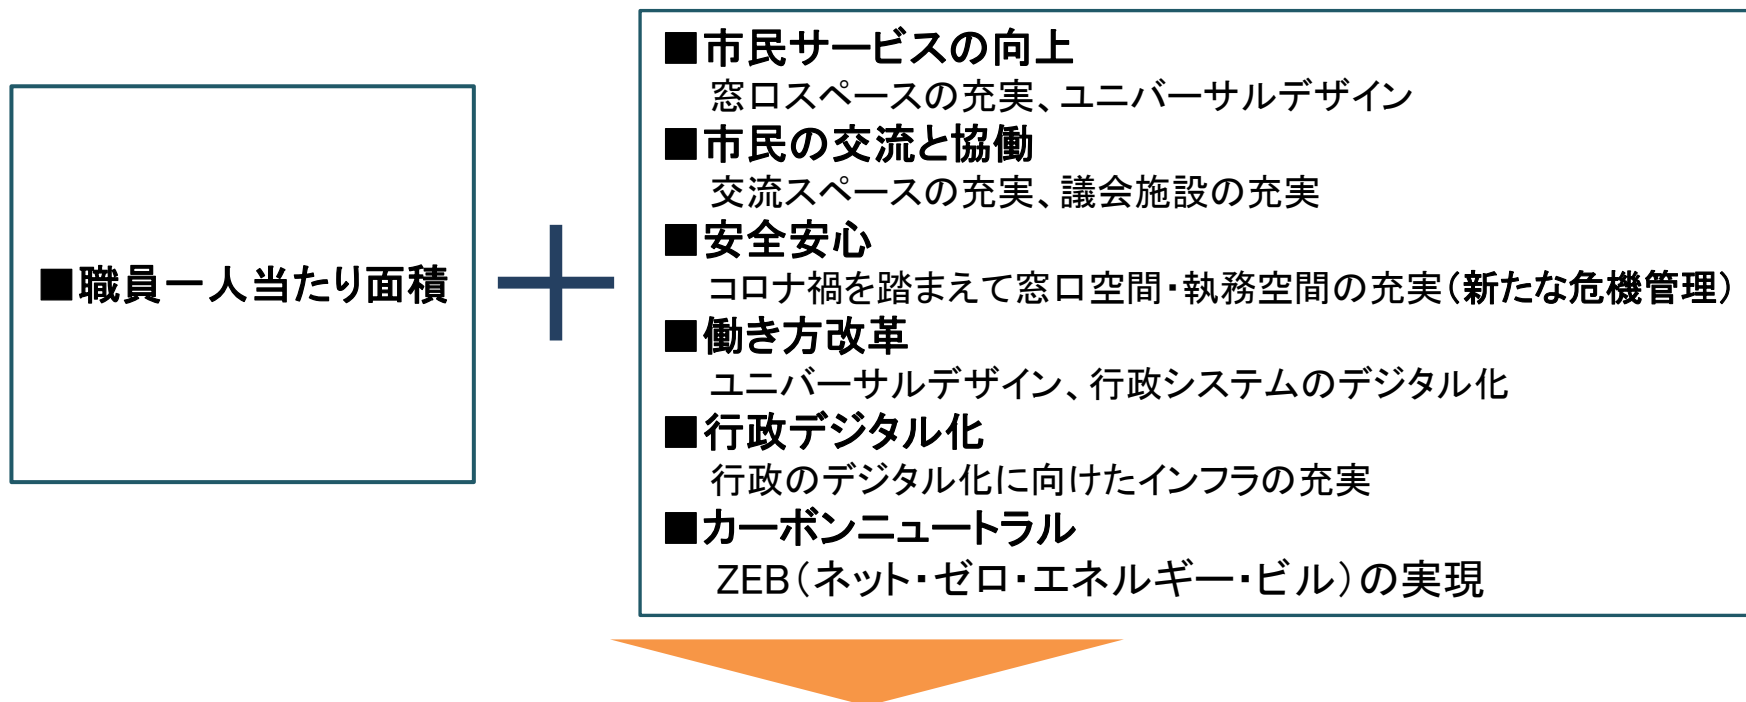 ■職員一人当たり面積
■市民サービスの向上
窓口スペースの充実、ユニバーサルデザイン
■市民の交流と協働
交流スペースの充実、議会施設の充実
■安全安心
コロナ禍を踏まえて窓口空間・執務空間の充実(新たな危機管理)
■働き方改革
ユニバーサルデザイン、行政システムのデジタル化
■行政デジタル化
行政のデジタル化に向けたインフラの充実
■カーボンニュートラル
ZEB(ネット・ゼロ・エネルギー・ビル)の実現